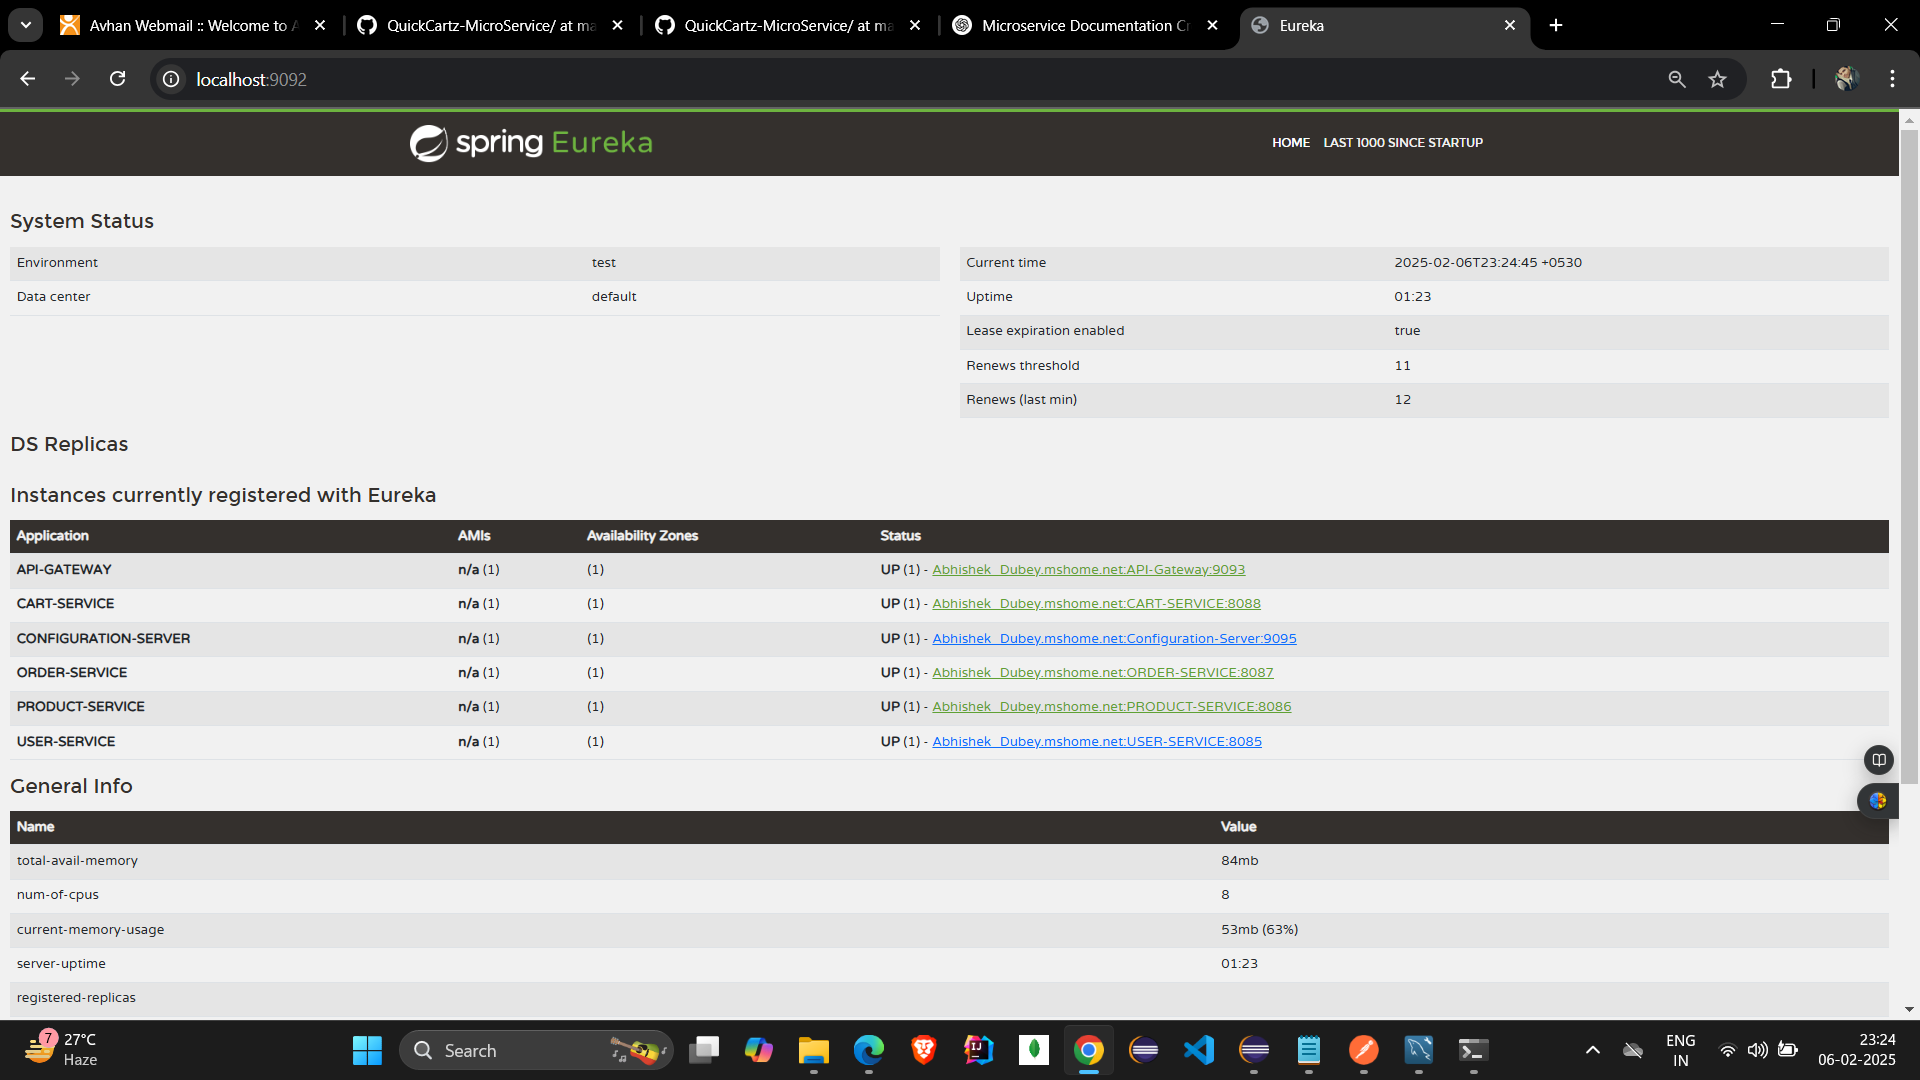 Avhan Webmail :: Welcome to A
QuickCartz-MicroService/ at ma
QuickCartz-MicroService/ at ma
Microservice Documentation Cr
Eureka
localhost:9092
spring Eureka
HOME LAST 1000 SINCE STARTUP
System Status
Environment test
Data center default
Current time 2025-02-06T23:24:45 +0530
Uptime 01:23
Lease expiration enabled true
Renews threshold 11
Renews (last min) 12
DS Replicas
Instances currently registered with Eureka
Application AMIs Availability Zones Status
API-GATEWAY n/a (1) (1) UP (1) - Abhishek_Dubey.mshome.net:API-Gateway:9093
CART-SERVICE n/a (1) (1) UP (1) - Abhishek_Dubey.mshome.net:CART-SERVICE:8088
CONFIGURATION-SERVER n/a (1) (1) UP (1) - Abhishek_Dubey.mshome.net:Configuration-Server:9095
ORDER-SERVICE n/a (1) (1) UP (1) - Abhishek_Dubey.mshome.net:ORDER-SERVICE:8087
PRODUCT-SERVICE n/a (1) (1) UP (1) - Abhishek_Dubey.mshome.net:PRODUCT-SERVICE:8086
USER-SERVICE n/a (1) (1) UP (1) - Abhishek_Dubey.mshome.net:USER-SERVICE:8085
General Info
Name Value
total-avail-memory 84mb
num-of-cpus 8
current-memory-usage 53mb (63%)
server-uptime 01:23
registered-replicas
7
27°C
Haze
Search
IJ
ENG
IN
23:24
06-02-2025